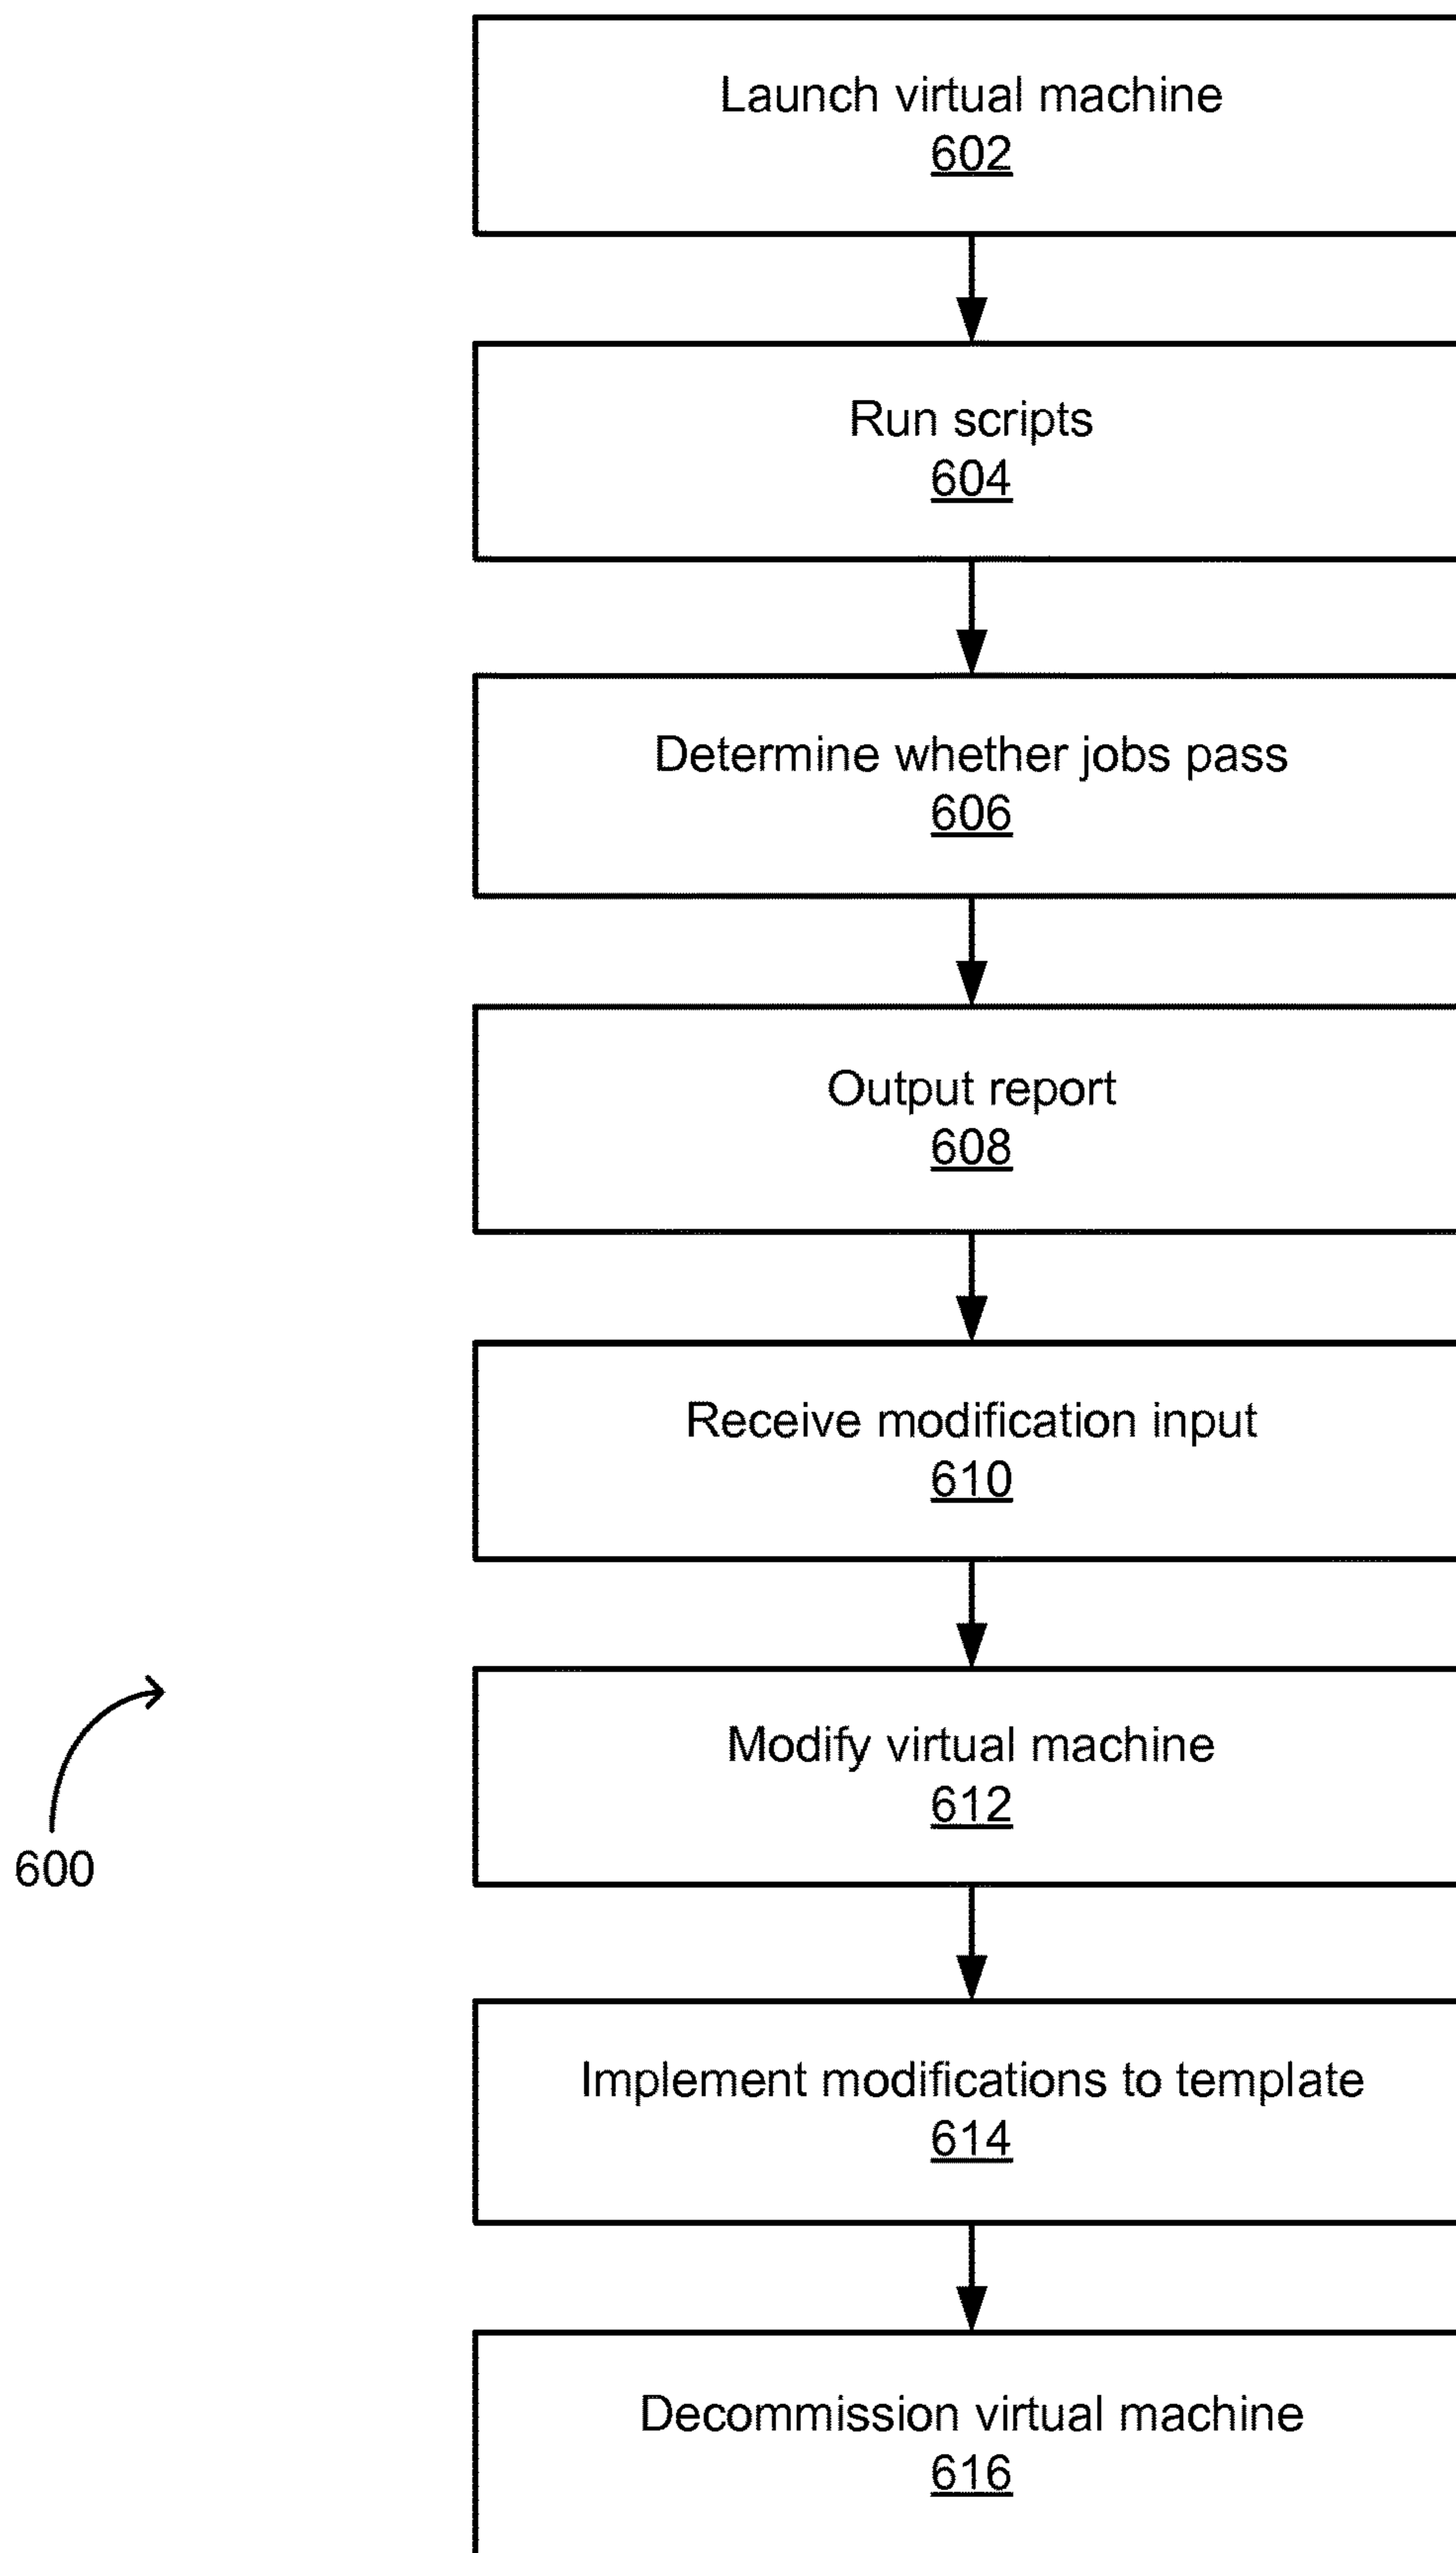 Launch virtual machine
602
Run scripts
604
Determine whether jobs pass
606
Output report
608
Receive modification input
610
Modify virtual machine
612
600
Implement modifications to template
614
Decommission virtual machine
616